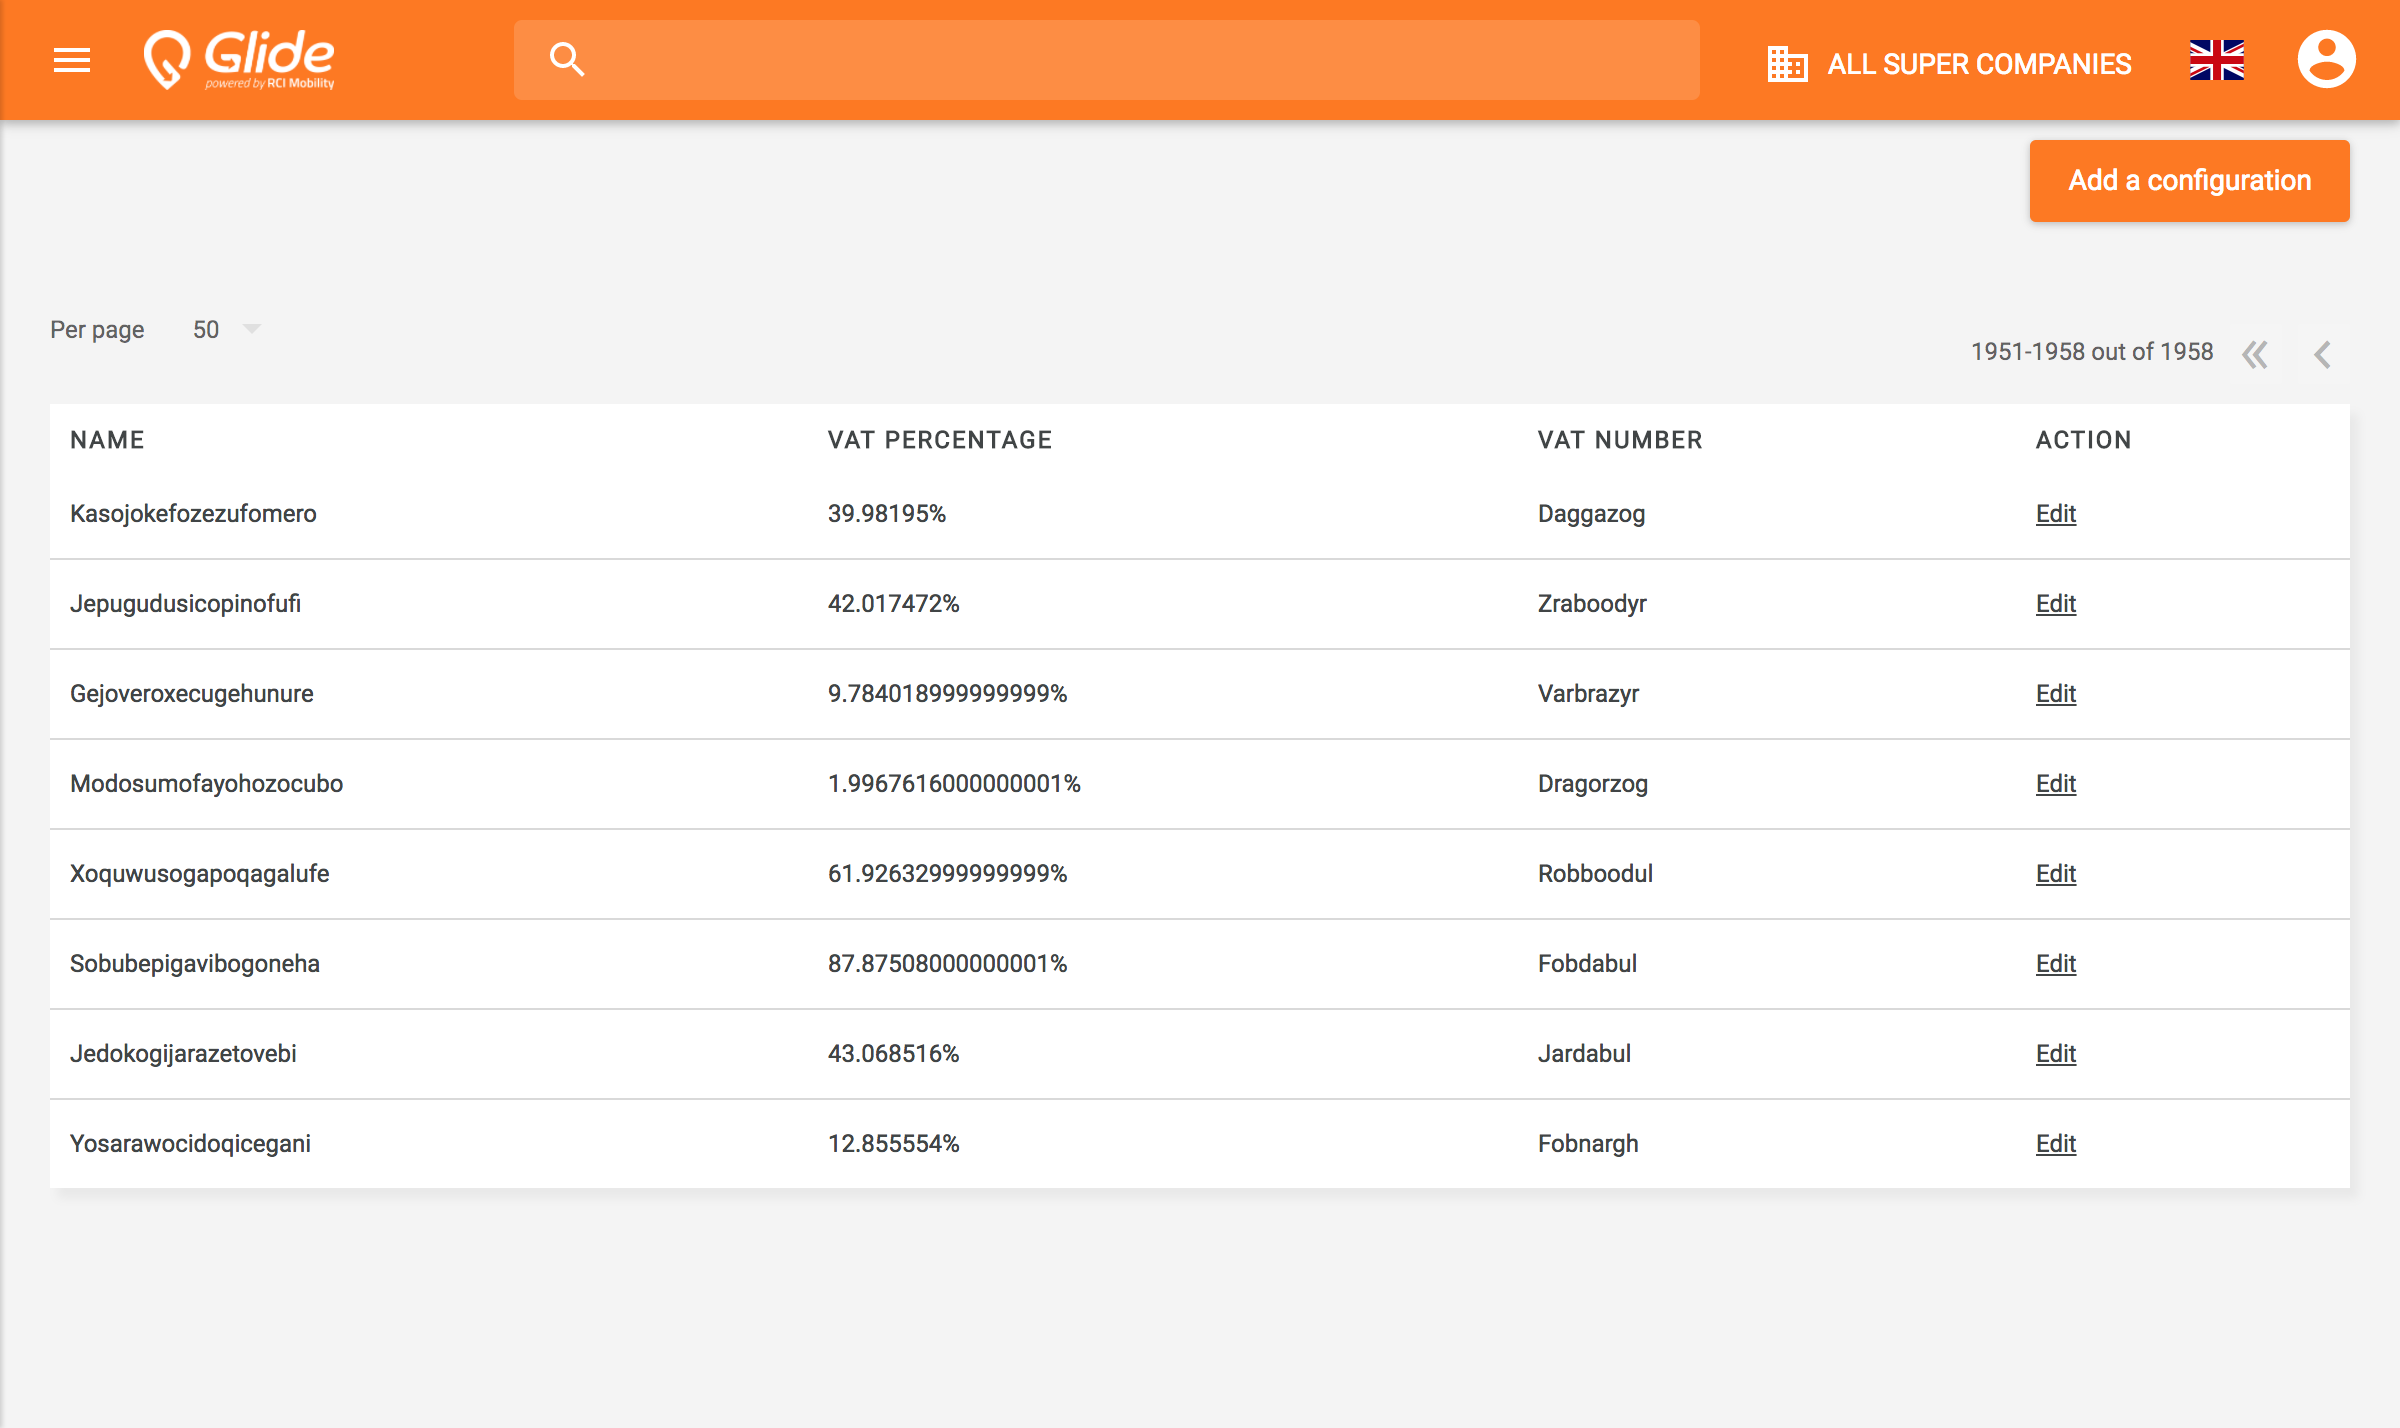 Glide
powered by RCI Mobility
ALL SUPER COMPANIES
Add a configuration
Per page 50
1951-1958 out of 1958
NAME VAT PERCENTAGE VAT NUMBER ACTION
Kasojokefozezufomero 39.98195% Daggazog Edit
Jepugudusicopinofufi 42.017472% Zraboodyr Edit
Gejoveroxecugehunure 9.784018999999999% Varbrazyr Edit
Modosumofayohozocubo 1.9967616000000001% Dragorzog Edit
Xoquwusogapoqagalufe 61.92632999999999% Robboodul Edit
Sobubepigavibogoneha 87.87508000000001% Fobdabul Edit
Jedokogijarazetovebi 43.068516% Jardabul Edit
Yosarawocidoqicegani 12.855554% Fobnargh Edit